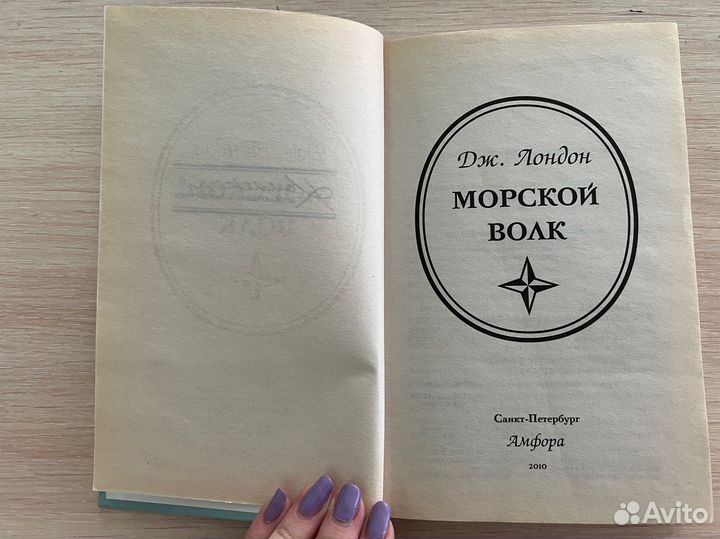 Дж. Лондон
МОРСКОЙ
ВОЛК
Санкт-Петербург
Амфора
2010
Avito